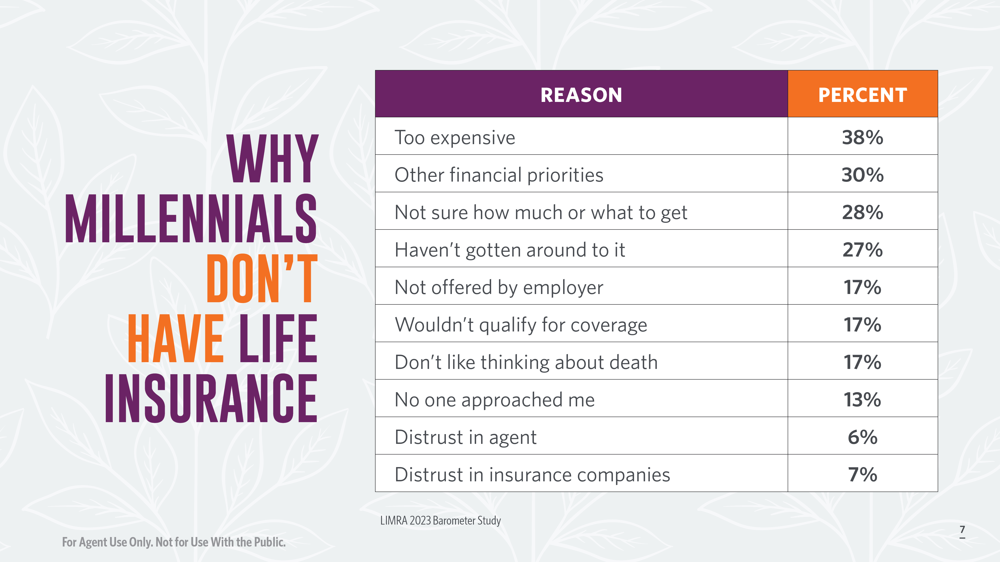 WHY
MILLENNIALS
DON’T
HAVE LIFE
INSURANCE
REASON PERCENT
Too expensive 38%
Other financial priorities 30%
Not sure how much or what to get 28%
Haven’t gotten around to it 27%
Not offered by employer 17%
Wouldn’t qualify for coverage 17%
Don’t like thinking about death 17%
No one approached me 13%
Distrust in agent 6%
Distrust in insurance companies 7%
LIMRA 2023 Barometer Study
7
For Agent Use Only. Not for Use With the Public.